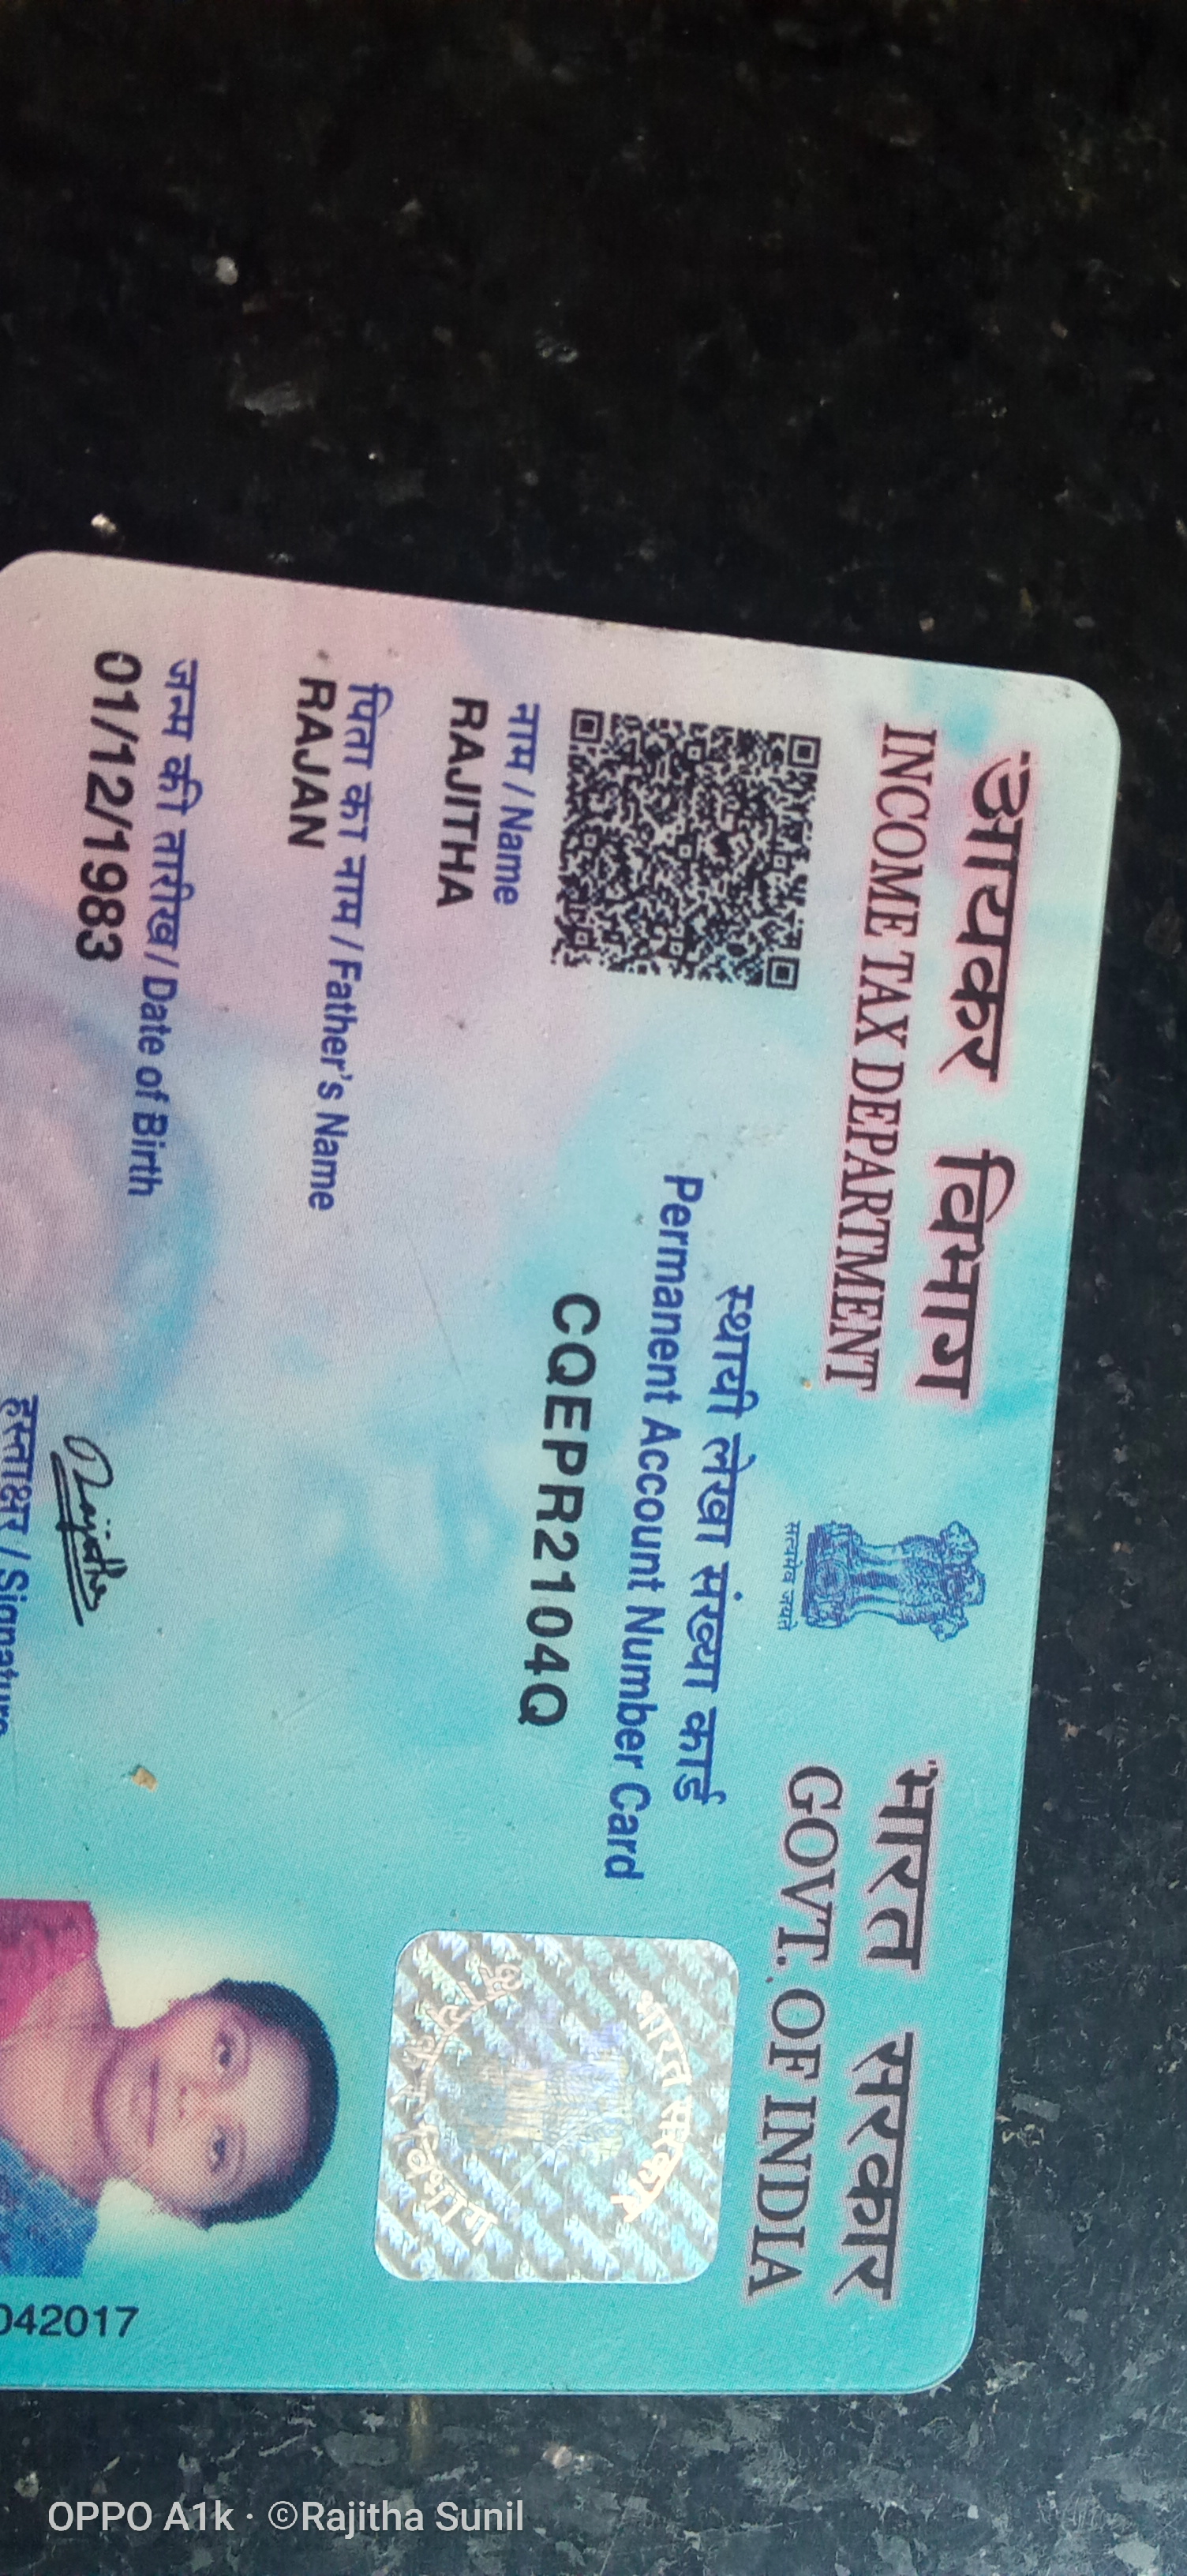 आयकर विभाग
INCOME TAX DEPARTMENT
सत्यमेव जयते
भारत सरकार
GOVT. OF INDIA
स्थायी लेखा संख्या कार्ड
Permanent Account Number Card
CQEPR2104Q
भारत सरकार
विभाग
नाम / Name
RAJITHA
पिता का नाम / Father's Name
RAJAN
जन्म की तारीख / Date of Birth
01/12/1983
Rajitha
हस्ताक्षर / Signature
042017
OPPO A1k · ©Rajitha Sunil